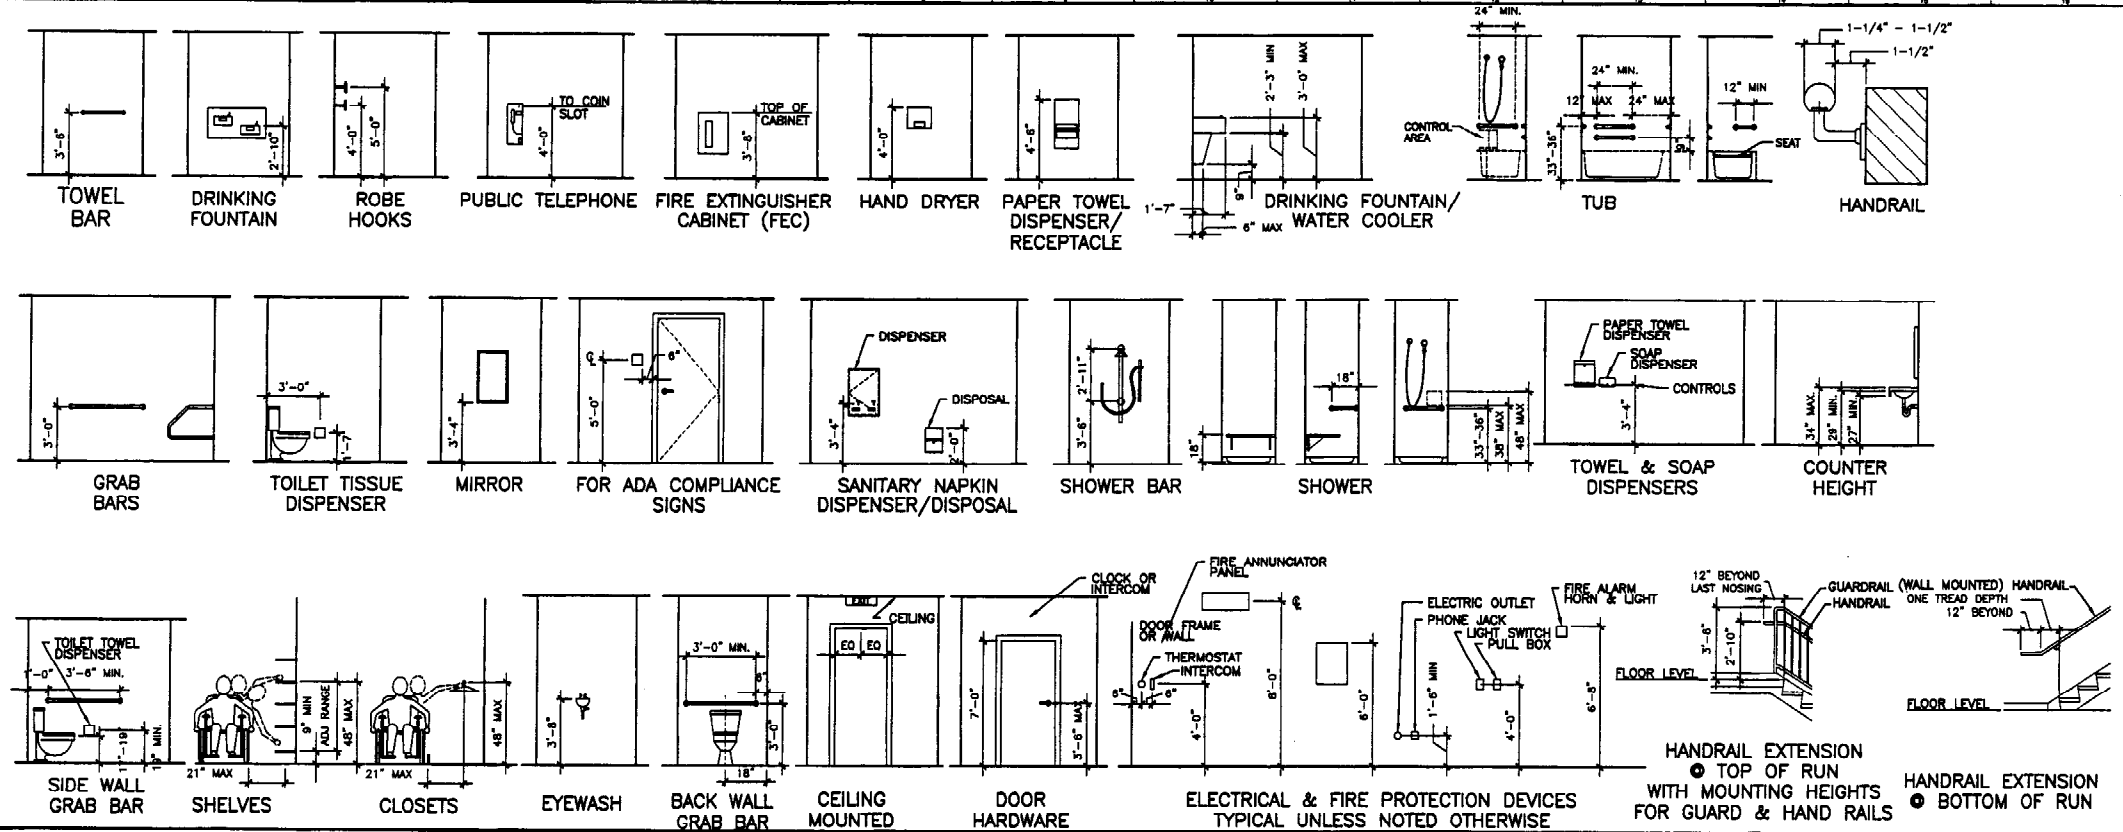 3'-6"
TOWEL
BAR
2'-10"
DRINKING
FOUNTAIN
4'-0"
5'-0"
ROBE
HOOKS
TO COIN
SLOT
4'-0"
PUBLIC TELEPHONE
TOP OF
CABINET
3'-8"
FIRE EXTINGUISHER
CABINET (FEC)
4'-0"
HAND DRYER
4'-6"
PAPER TOWEL
DISPENSER/
RECEPTACLE
2'-3" MIN
3'-0" MAX
9"
1'-7"
6" MAX
DRINKING FOUNTAIN/
WATER COOLER
24" MIN.
CONTROL
AREA
24" MIN.
12" MAX
24" MAX
33"-36"
9"
TUB
12" MIN
SEAT
1-1/4" - 1-1/2"
1-1/2"
HANDRAIL
3'-0"
GRAB
BARS
3'-0"
1'-7"
TOILET TISSUE
DISPENSER
3'-4"
MIRROR
6"
5'-0"
FOR ADA COMPLIANCE
SIGNS
DISPENSER
DISPOSAL
3'-4"
2'-0"
SANITARY NAPKIN
DISPENSER/DISPOSAL
2'-11"
3'-6"
SHOWER BAR
18"
18"
33"-36"
38" MAX
48" MAX
SHOWER
PAPER TOWEL
DISPENSER
SOAP
DISPENSER
CONTROLS
3'-4"
TOWEL & SOAP
DISPENSERS
34" MAX.
29" MIN.
27" MIN.
COUNTER
HEIGHT
TOILET TOWEL
DISPENSER
1'-0"
3'-6" MIN.
17"-19"
19" MIN.
SIDE WALL
GRAB BAR
9" MIN
ADJ RANGE
48" MAX
21" MAX
SHELVES
48" MAX
21" MAX
CLOSETS
3'-8"
EYEWASH
3'-0" MIN.
6"
3'-0"
18"
BACK WALL
GRAB BAR
EXIT
CEILING
EQ
EQ
CEILING
MOUNTED
CLOCK OR
INTERCOM
7'-0"
3'-6" MAX
DOOR
HARDWARE
FIRE ANNUNCIATOR
PANEL
DOOR FRAME
OR WALL
THERMOSTAT
INTERCOM
6"
6"
4'-0"
6'-0"
6'-0"
ELECTRIC OUTLET
PHONE JACK
LIGHT SWITCH
PULL BOX
1'-6" MIN
4'-0"
FIRE ALARM
HORN & LIGHT
6'-8"
ELECTRICAL & FIRE PROTECTION DEVICES
TYPICAL UNLESS NOTED OTHERWISE
12" BEYOND
LAST NOSING
GUARDRAIL
HANDRAIL
3'-8"
2'-10"
FLOOR LEVEL
HANDRAIL EXTENSION
@ TOP OF RUN
WITH MOUNTING HEIGHTS
FOR GUARD & HAND RAILS
(WALL MOUNTED) HANDRAIL
ONE TREAD DEPTH
12" BEYOND
FLOOR LEVEL
HANDRAIL EXTENSION
@ BOTTOM OF RUN